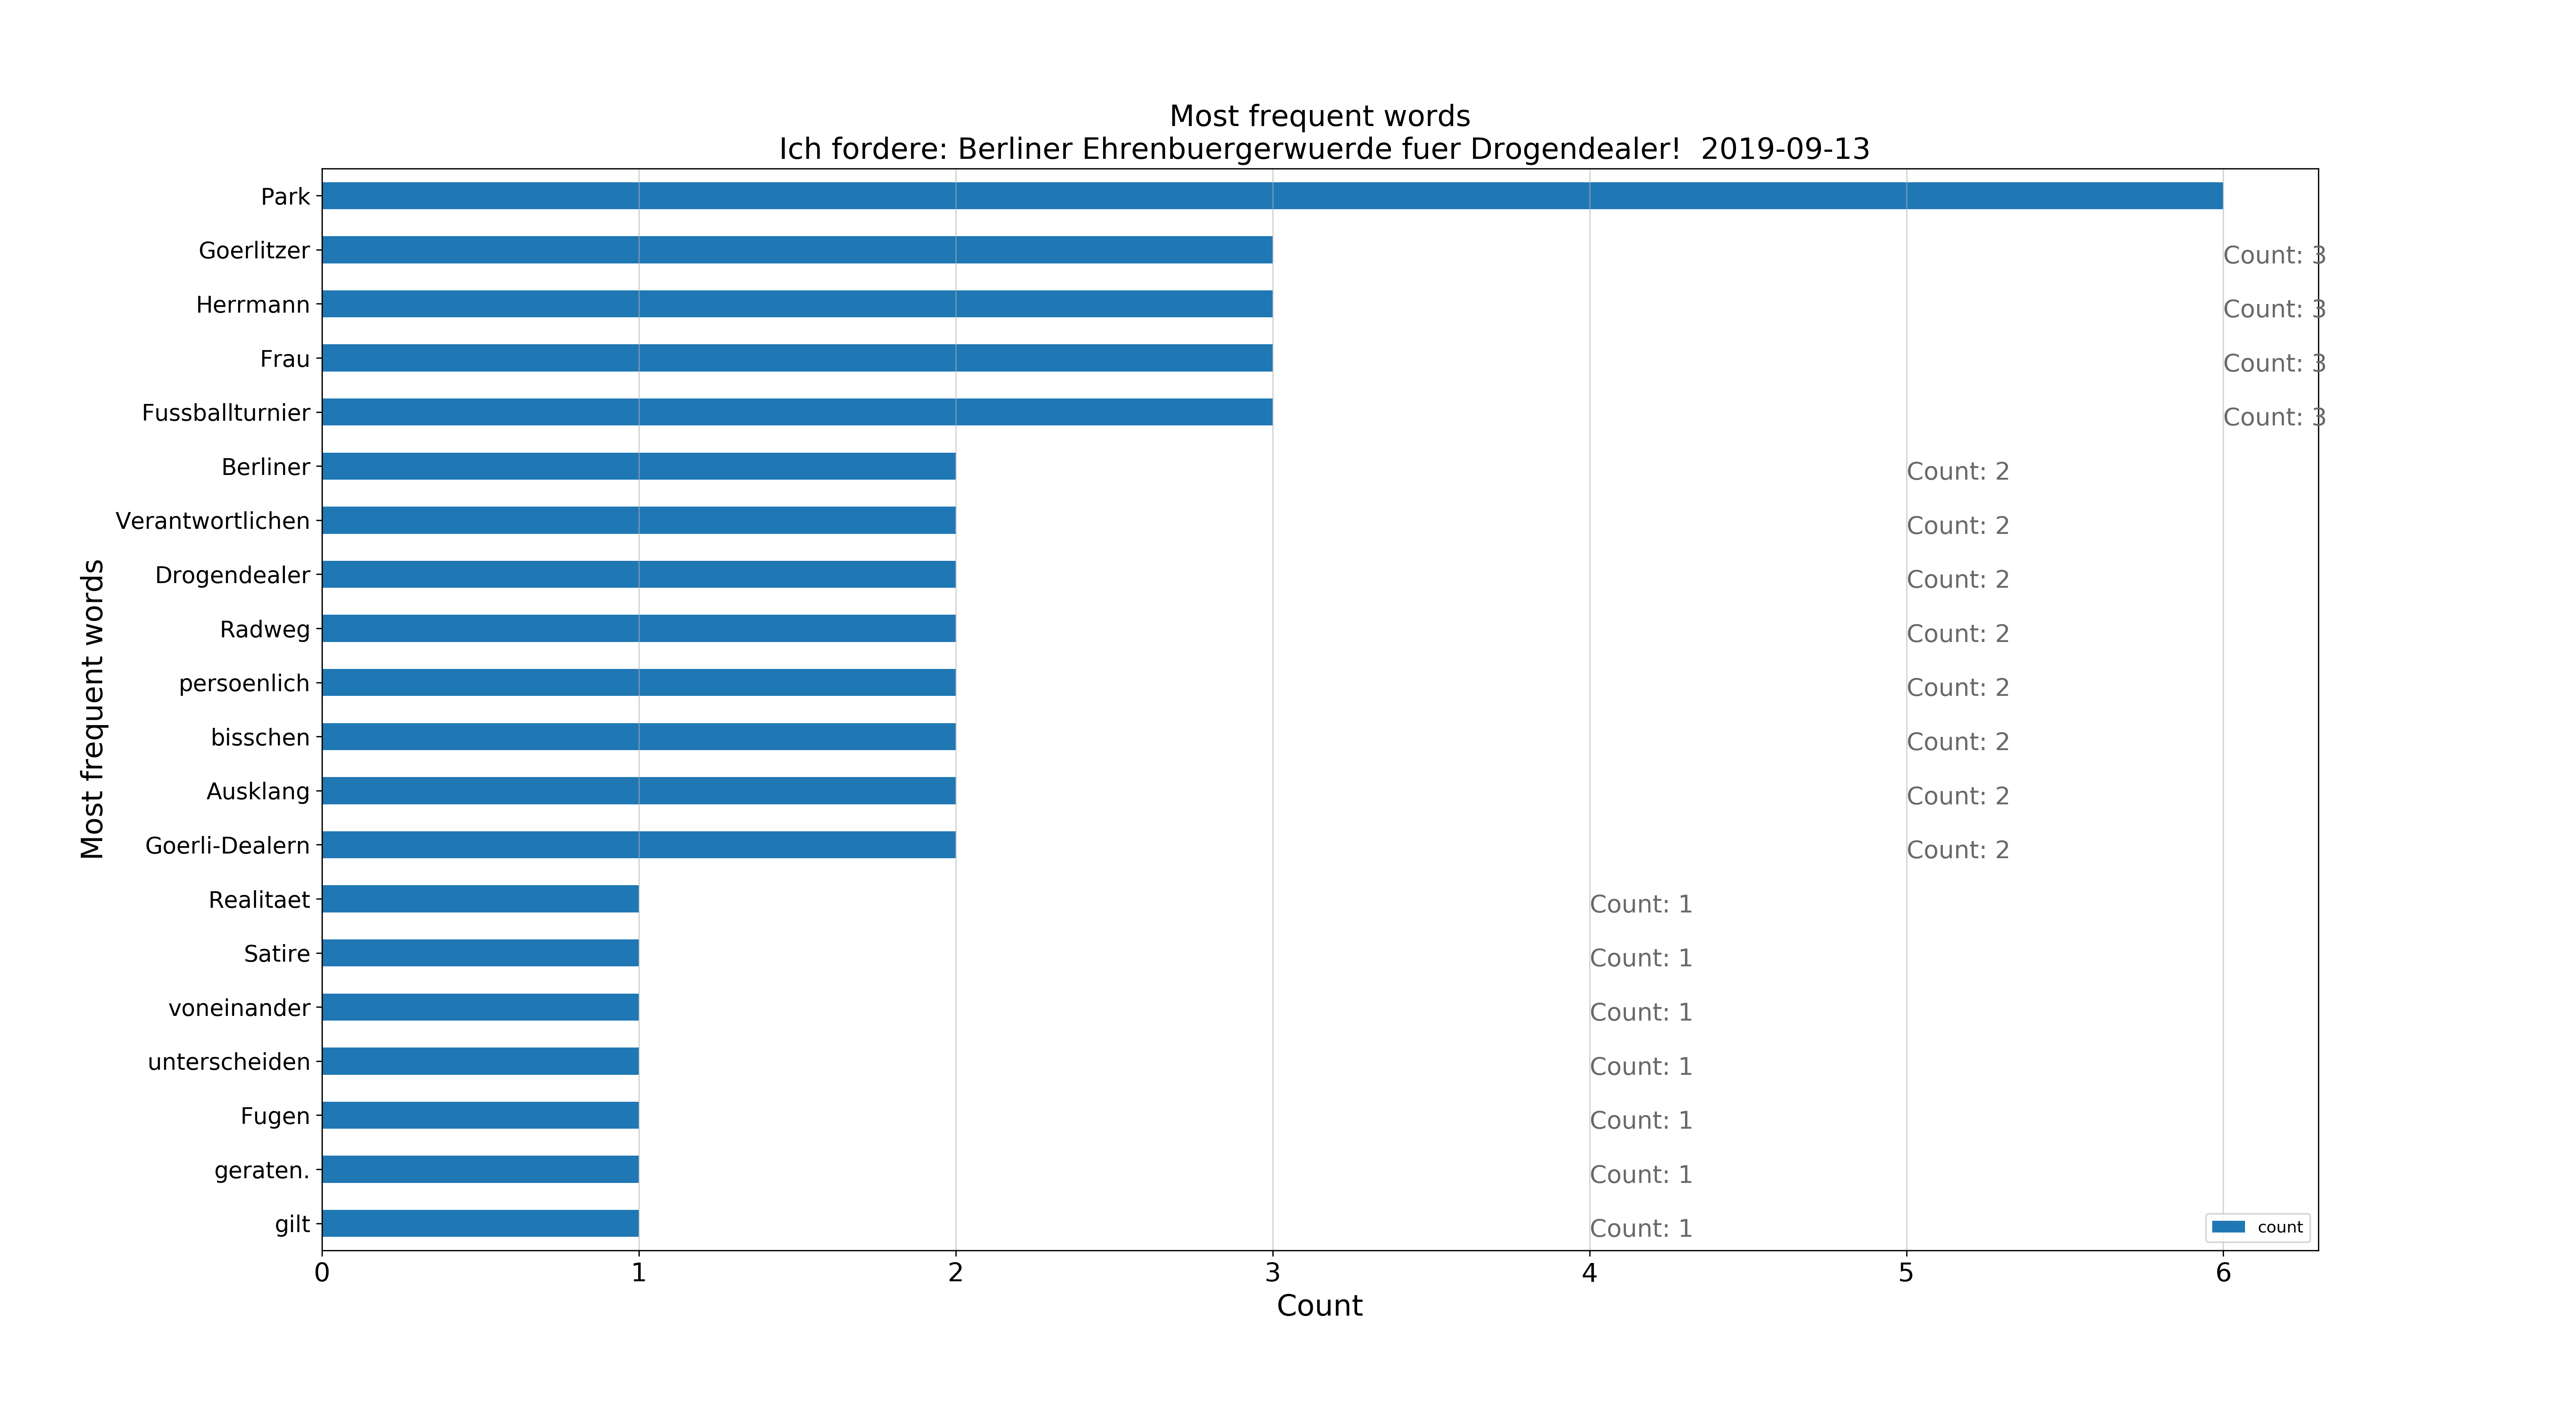 Most frequent words
Ich fordere: Berliner Ehrenbuergerwuerde fuer Drogendealer!  2019-09-13
Most frequent words
Park
Goerlitzer Count: 3
Herrmann Count: 3
Frau Count: 3
Fussballturnier Count: 3
Berliner Count: 2
Verantwortlichen Count: 2
Drogendealer Count: 2
Radweg Count: 2
persoenlich Count: 2
bisschen Count: 2
Ausklang Count: 2
Goerli-Dealern Count: 2
Realitaet Count: 1
Satire Count: 1
voneinander Count: 1
unterscheiden Count: 1
Fugen Count: 1
geraten. Count: 1
gilt Count: 1
count
0 1 2 3 4 5 6
Count